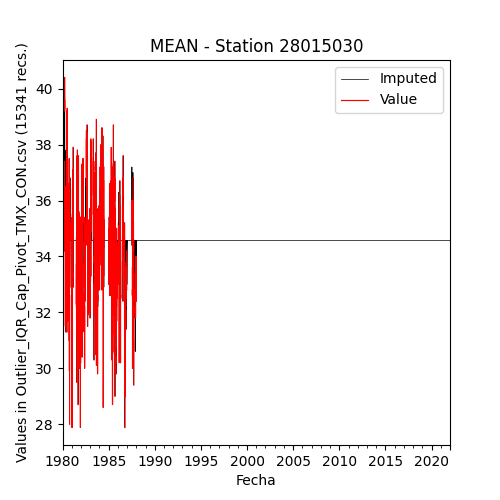 MEAN - Station 28015030
Imputed
Value
Values in Outlier_IQR_Cap_Pivot_TMX_CON.csv (15341 recs.)
40
38
36
34
32
30
28
1980 1985 1990 1995 2000 2005 2010 2015 2020
Fecha